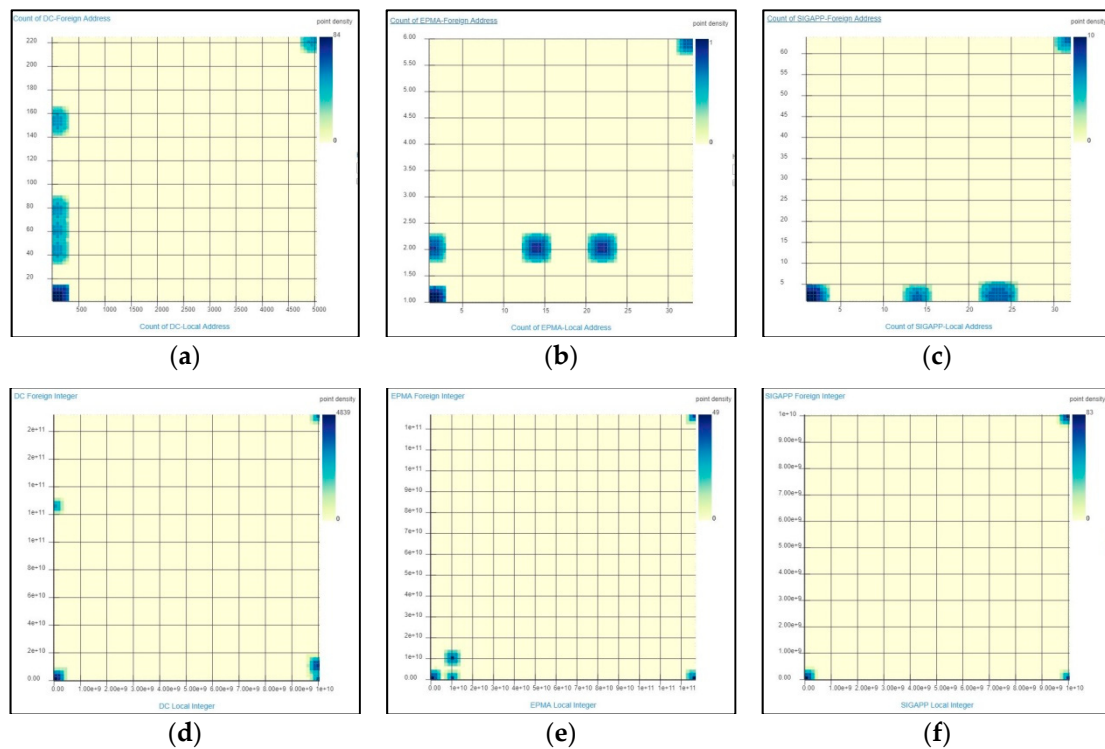 Count of DC-Foreign Address
point density
84
0
220
200
180
160
140
120
100
80
60
40
20
500 1000 1500 2000 2500 3000 3500 4000 4500 5000
Count of DC-Local Address
(a)
Count of EPMA-Foreign Address
point density
1
0
6.00
5.50
5.00
4.50
4.00
3.50
3.00
2.50
2.00
1.50
1.00
10 20 30
Count of EPMA-Local Address
(b)
Count of SIGAPP-Foreign Address
point density
10
0
60
55
50
45
40
35
30
25
20
15
10
5
5 10 15 20 25 30
Count of SIGAPP-Local Address
(c)
DC Foreign Integer
point density
4839
0
2e+11
2e+11
1e+11
1e+11
1e+11
8e+10
6e+10
4e+10
2e+10
0.00
0.00 1.00e+9 2.00e+9 3.00e+9 4.00e+9 5.00e+9 6.00e+9 7.00e+9 8.00e+9 9.00e+9 1e+10
DC Local Integer
(d)
EPMA Foreign Integer
point density
49
0
1e+11
1e+11
1e+11
9e+10
8e+10
7e+10
6e+10
5e+10
4e+10
3e+10
2e+10
1e+10
0.00
0.00 1e+10 2e+10 3e+10 4e+10 5e+10 6e+10 7e+10 8e+10 9e+10 1e+11 1e+11 1e+11
EPMA Local Integer
(e)
SIGAPP Foreign Integer
point density
83
0
1e+10
9.00e+9
8.00e+9
7.00e+9
6.00e+9
5.00e+9
4.00e+9
3.00e+9
2.00e+9
1.00e+9
0.00
0.00 1.00e+9 2.00e+9 3.00e+9 4.00e+9 5.00e+9 6.00e+9 7.00e+9 8.00e+9 9.00e+9 1e+10
SIGAPP Local Integer
(f)